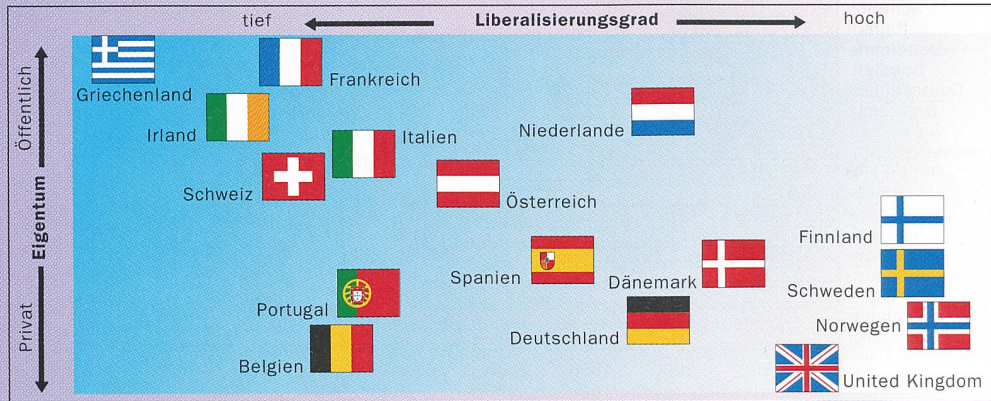 tief
Liberalisierungsgrad
hoch
Öffentlich
Eigentum
Privat
Griechenland
Frankreich
Irland
Italien
Niederlande
Schweiz
Österreich
Finnland
Spanien
Dänemark
Schweden
Portugal
Deutschland
Norwegen
Belgien
United Kingdom